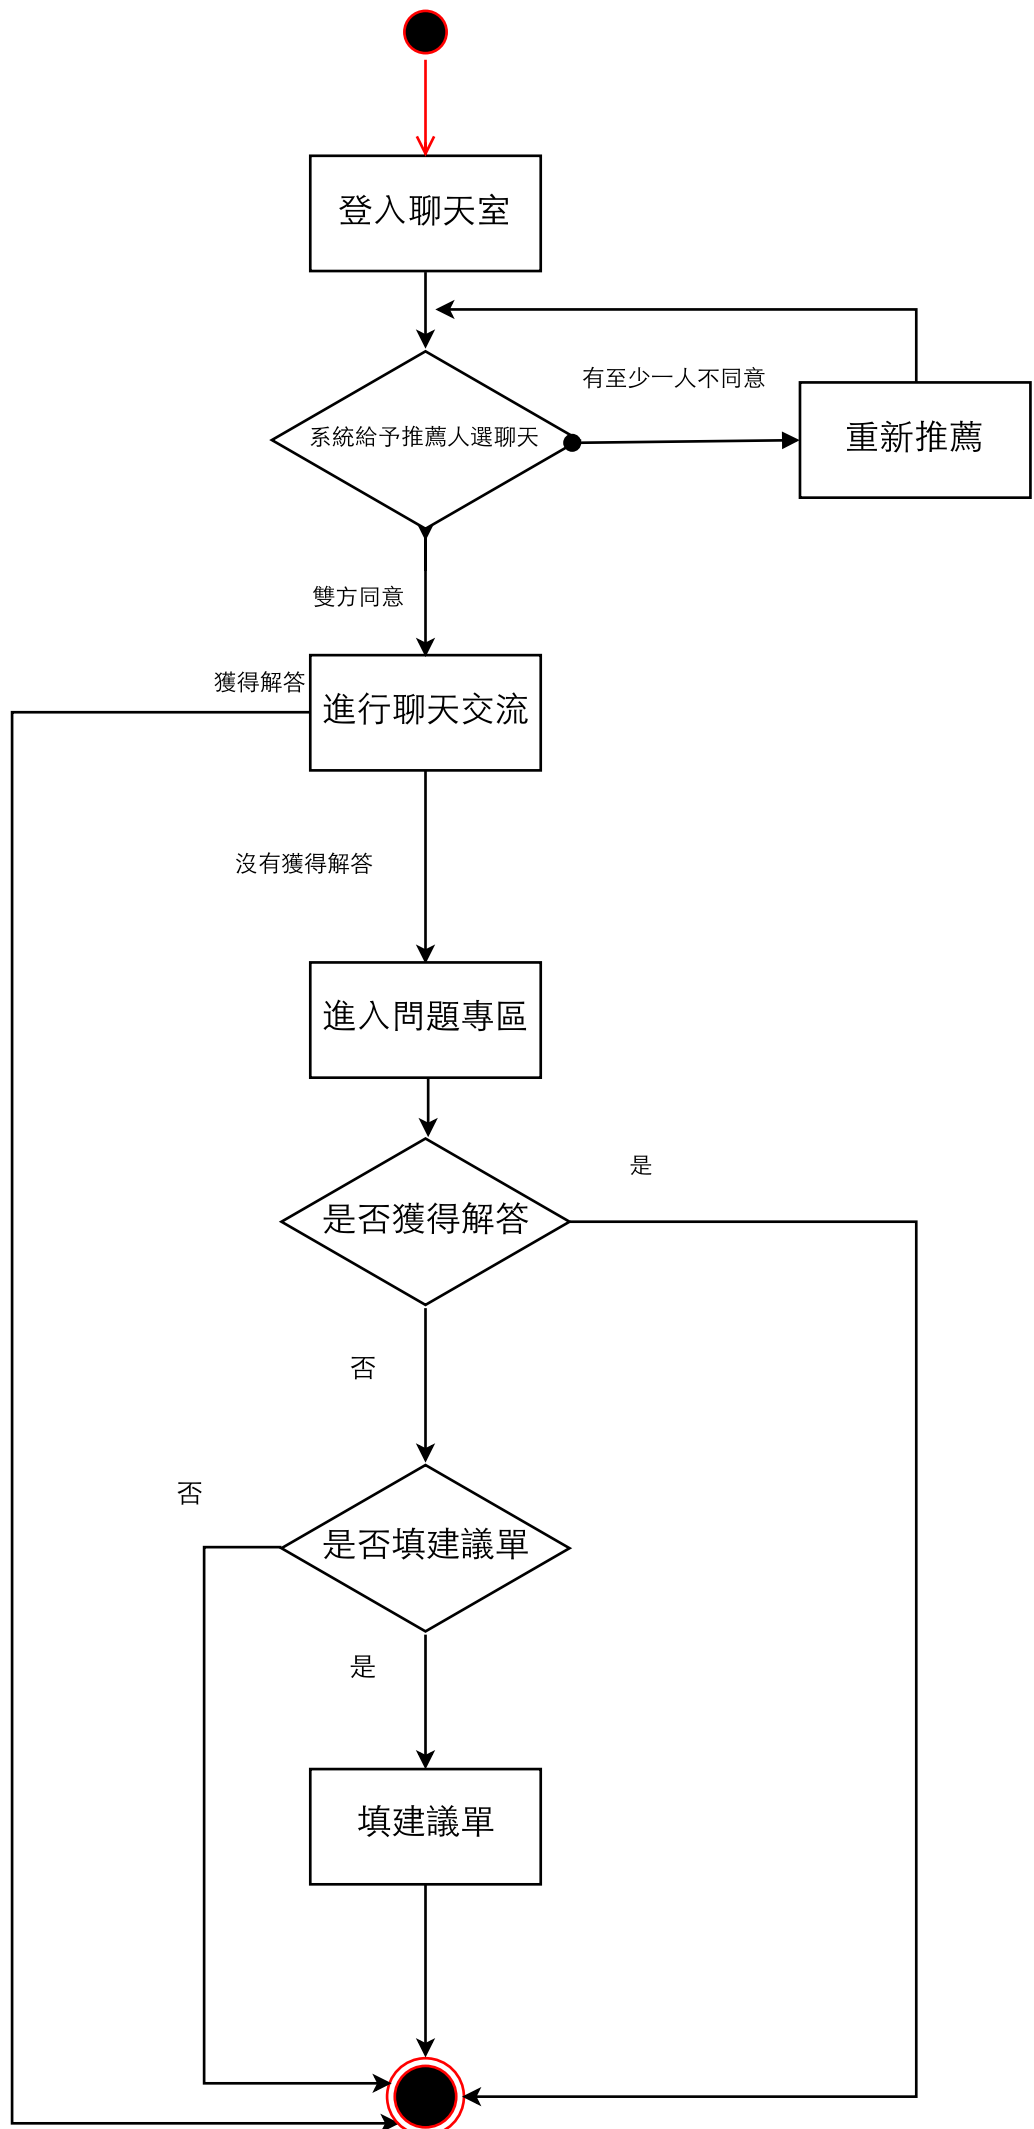 登入聊天室
有至少一人不同意
系統給予推薦人選聊天
重新推薦
雙方同意
獲得解答
進行聊天交流
沒有獲得解答
進入問題專區
是
是否獲得解答
否
否
是否填建議單
是
填建議單